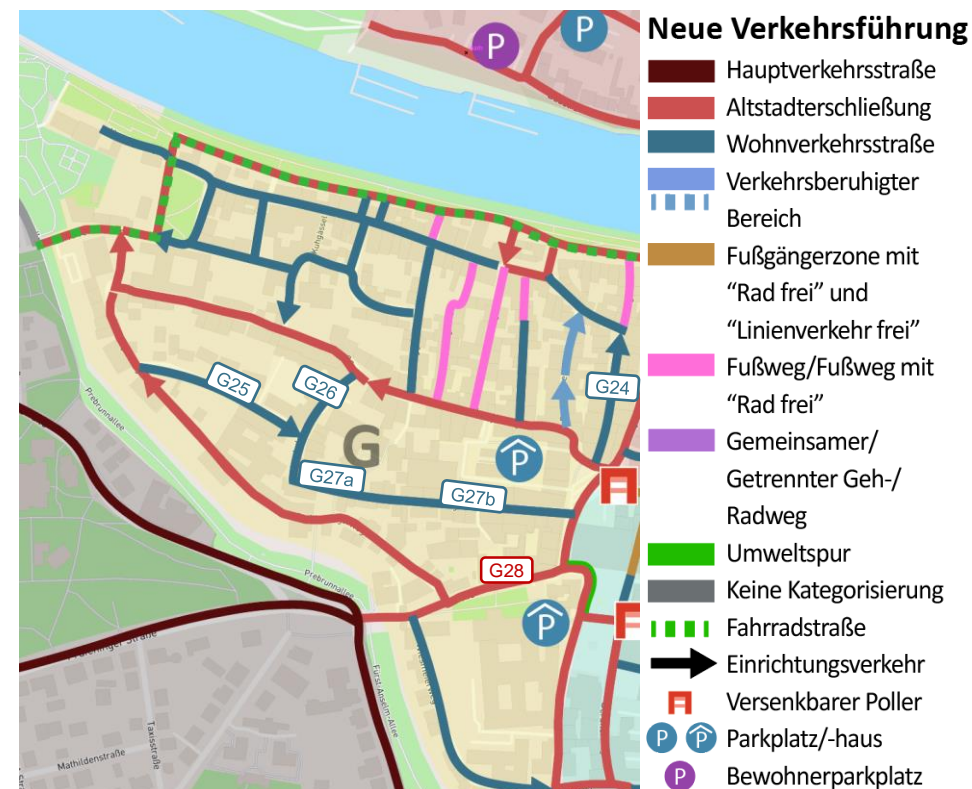 Neue Verkehrsführung
Hauptverkehrsstraße
Altstadterschließung
Wohnverkehrsstraße
Verkehrsberuhigter
Bereich
Fußgängerzone mit
“Rad frei” und
“Linienverkehr frei”
Fußweg/Fußweg mit
“Rad frei”
Gemeinsamer/
Getrennter Geh-/
Radweg
Umweltspur
Keine Kategorisierung
Fahrradstraße
Einrichtungsverkehr
Versenkbarer Poller
P P Parkplatz/-haus
P Bewohnerparkplatz
P
P
G24
G25
G26
G
P
G27a
G27b
G28
P
Prebrunnallee
Prebrunnallee
Fürst-Anselm-Allee
Taxisstraße
Mathildenstraße